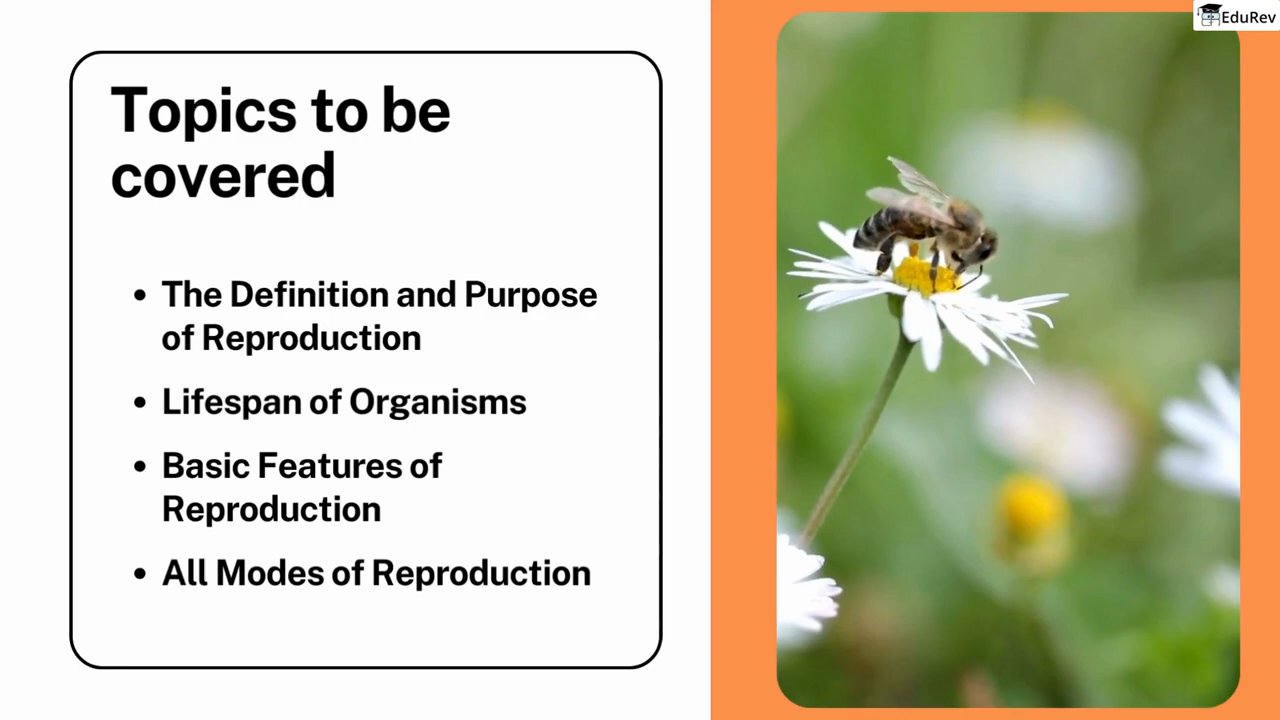 EduRev
Topics to be
covered
• The Definition and Purpose
of Reproduction
• Lifespan of Organisms
• Basic Features of
Reproduction
• All Modes of Reproduction